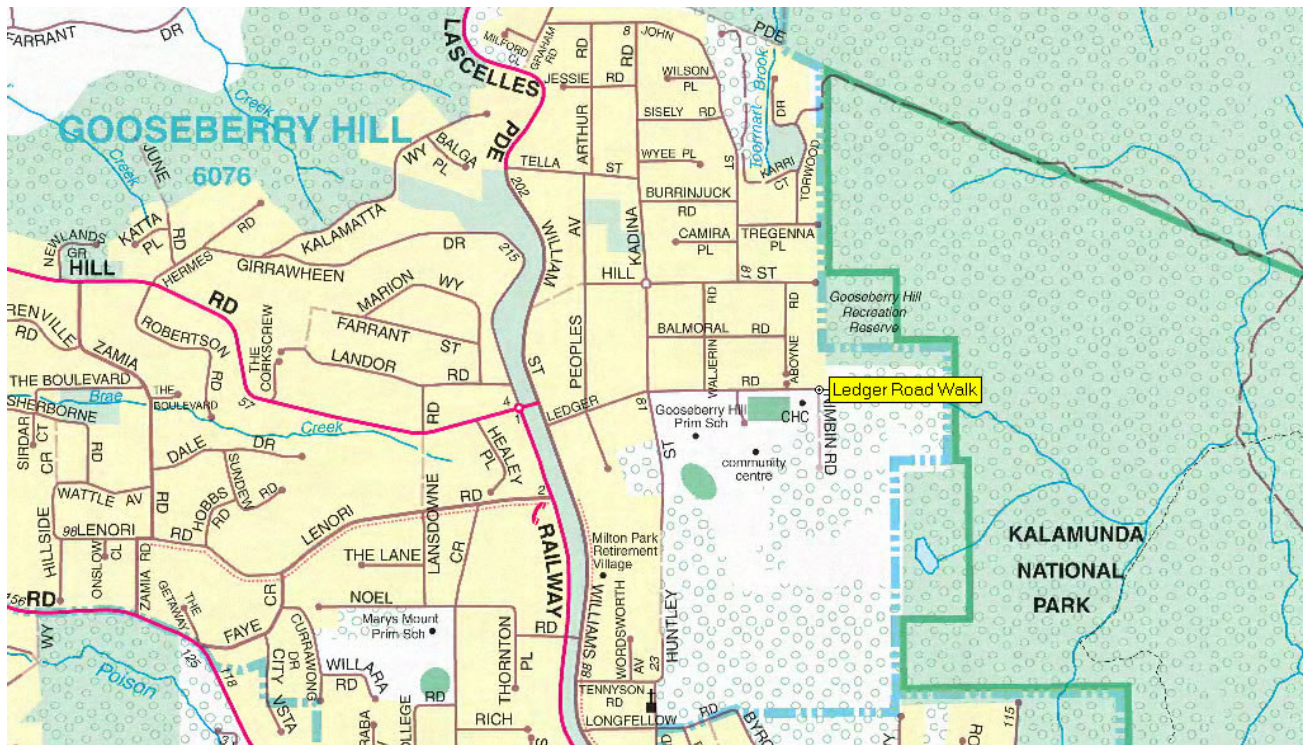 FARRANT DR
LASCELLES PDE
MILFORD CL
GRAHAM RD
RD
8
RD
JOHN
PDE
JESSIE RD
WILSON PL
ARTHUR
SISELY RD
ST
Toormart Brook
DR
GOOSEBERRY HILL
6076
Creek
Creek
JUNE RD
BALGA PL
WY
TELLA ST
WYEE PL
KARRI CT
TORWOOD
202
BURRINJUCK RD
KATTA PL
NEWLANDS GR
HERMES RD
KALAMATTA
GIRRAWHEEN DR
215
WILLIAM ST
PEOPLES AV
KADINA
CAMIRA PL
TREGENNA PL
HILL RD
MARION WY
HILL ST
81
Gooseberry Hill
Recreation
Reserve
RENVILLE RD
ZAMIA RD
ROBERTSON RD
THE CORKSCREW
FARRANT ST
LANDOR RD
BALMORAL RD
RD
WALJERIN
RD
ABOYNE
THE BOULEVARD
THE BOULEVARD
Brae Creek
SHERBORNE
SIRDAR CT
CR
RD
57
4
1
LEDGER RD
81
Ledger Road Walk
NIMBIN RD
Gooseberry Hill
Prim Sch
CHC
community
centre
DALE DR
SUNDEW RD
HOBBS RD
HEALEY PL
RD
WATTLE AV
98
LENORI RD
LENORI RD
2
LANSDOWNE
HILLSIDE
ONSLOW CL
ZAMIA RD
THE LANE
CR
RAILWAY
Milton Park
Retirement
Village
WILLIAMS
WORDSWORTH AV
HUNTLEY ST
KALAMUNDA
NATIONAL
PARK
156
RD
THE GETAWAY
FAYE CR
NOEL RD
Marys Mount
Prim Sch
WY
125
118
CURRAWONG DR
CITY VSTA
WILLARA RD
THORNTON PL
88
23
Poison
RD
TENNYSON RD
LONGFELLOW
RD
RICH
115